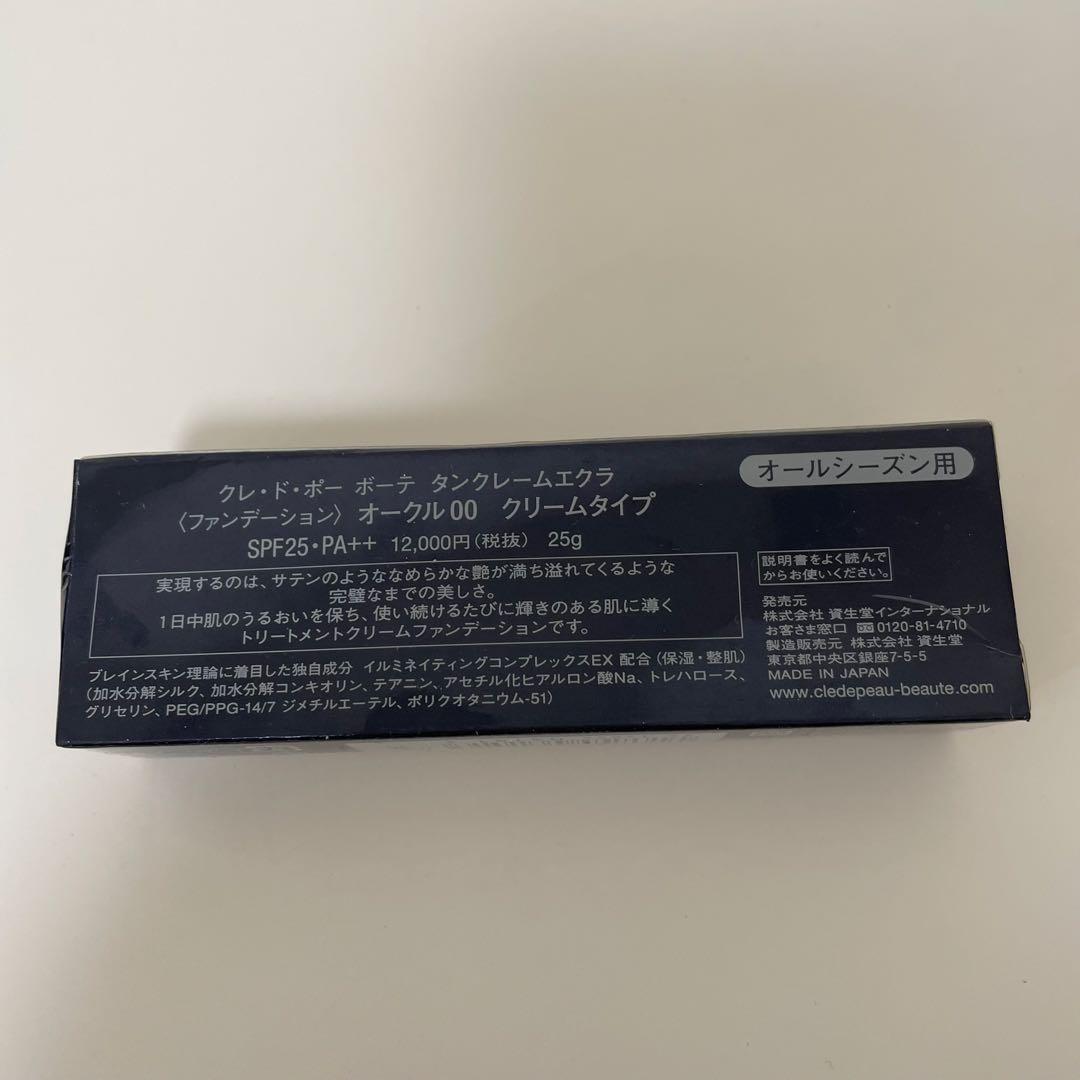 クレ・ド・ポー ボーテ タンクレームエクラ
〈ファンデーション〉 オークル00 クリームタイプ
SPF25・PA++ 12,000円(税抜) 25g
実現するのは、サテンのようななめらかな艶が満ち溢れてくるような
完璧なまでの美しさ。
1日中肌のうるおいを保ち、使い続けるたびに輝きのある肌に導く
トリートメントクリームファンデーションです。
ブレインスキン理論に着目した独自成分 イルミネイティングコンプレックスEX 配合(保湿・整肌)
(加水分解シルク、加水分解コンキオリン、テアニン、アセチル化ヒアルロン酸Na、トレハロース、
グリセリン、PEG/PPG-14/7 ジメチルエーテル、ポリクオタニウム-51)
オールシーズン用
説明書をよく読んで
からお使いください。
発売元
株式会社 資生堂インターナショナル
お客さま窓口 0120-81-4710
製造販売元 株式会社 資生堂
東京都中央区銀座7-5-5
MADE IN JAPAN
www.cledepeau-beaute.com